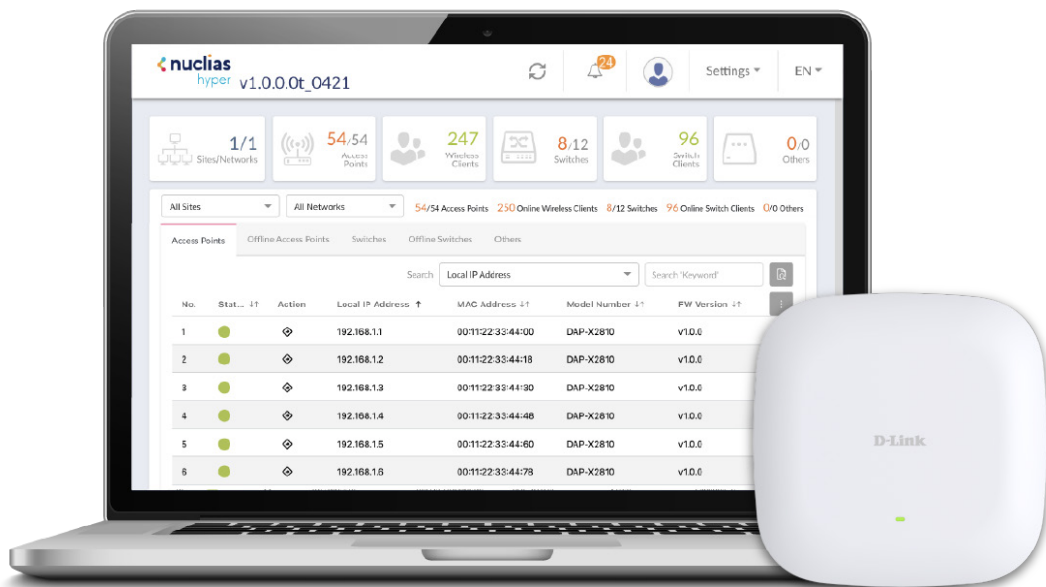 nuclias
hyper v1.0.0.0t_0421
24
Settings
EN
1/1
Sites/Networks
54/54
Access
Points
247
Wireless
Clients
8/12
Switches
96
Switch
Clients
0/0
Others
All Sites
All Networks
54/54 Access Points 250 Online Wireless Clients 8/12 Switches 96 Online Switch Clients 0/0 Others
Access Points Offline Access Points Switches Offline Switches Others
Search Local IP Address Search 'Keyword'
No. Stat... Action Local IP Address MAC Address Model Number FW Version
1 192.168.1.1 00:11:22:33:44:00 DAP-X2810 v1.0.0
2 192.168.1.2 00:11:22:33:44:18 DAP-X2810 v1.0.0
3 192.168.1.3 00:11:22:33:44:30 DAP-X2810 v1.0.0
4 192.168.1.4 00:11:22:33:44:48 DAP-X2810 v1.0.0
5 192.168.1.5 00:11:22:33:44:60 DAP-X2810 v1.0.0
6 192.168.1.6 00:11:22:33:44:78 DAP-X2810 v1.0.0
D-Link